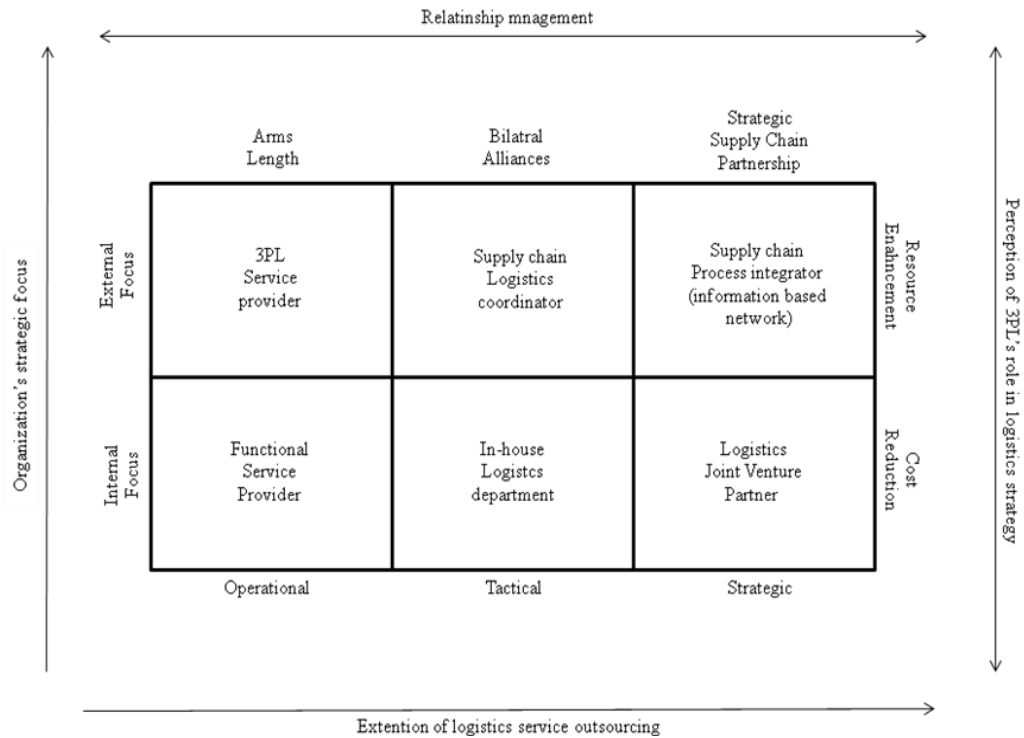 Relatinship mnagement
Arms
Length
Bilatral
Alliances
Strategic
Supply Chain
Partnership
Organization's strategic focus
External
Focus
3PL
Service
provider
Supply chain
Logistics
coordinator
Supply chain
Process integrator
(information based
network)
Resource
Enahncement
Perception of 3PL's role in logistics strategy
Internal
Focus
Functional
Service
Provider
In-house
Logistcs
department
Logistics
Joint Venture
Partner
Cost
Reduction
Operational
Tactical
Strategic
Extention of logistics service outsourcing